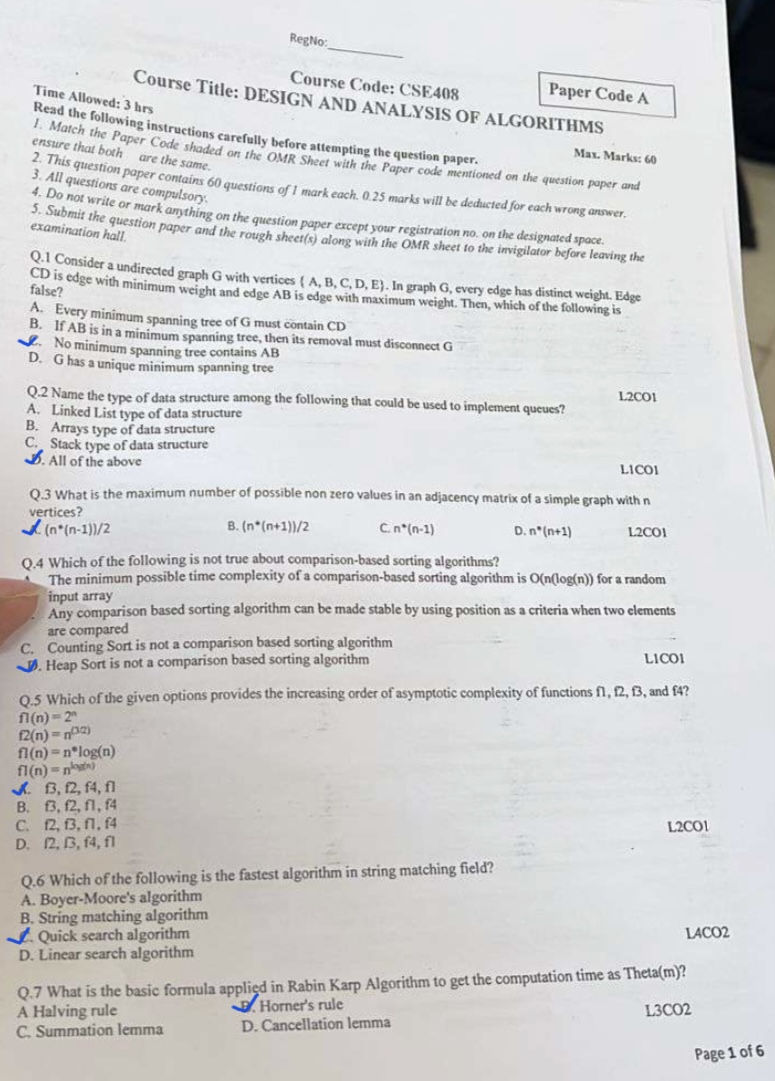 RegNo:
Course Code: CSE408
Paper Code A
Course Title: DESIGN AND ANALYSIS OF ALGORITHMS
Time Allowed: 3 hrs
Max. Marks: 60
Read the following instructions carefully before attempting the question paper.
1. Match the Paper Code shaded on the OMR Sheet with the Paper code mentioned on the question paper and
ensure that both are the same.
2. This question paper contains 60 questions of 1 mark each. 0.25 marks will be deducted for each wrong answer.
3. All questions are compulsory.
4. Do not write or mark anything on the question paper except your registration no. on the designated space.
5. Submit the question paper and the rough sheet(s) along with the OMR sheet to the invigilator before leaving the
examination hall.
Q.1 Consider a undirected graph G with vertices { A, B, C, D, E}. In graph G, every edge has distinct weight. Edge
CD is edge with minimum weight and edge AB is edge with maximum weight. Then, which of the following is
false?
A. Every minimum spanning tree of G must contain CD
B. If AB is in a minimum spanning tree, then its removal must disconnect G
C. No minimum spanning tree contains AB
D. G has a unique minimum spanning tree
L2CO1
Q.2 Name the type of data structure among the following that could be used to implement queues?
A. Linked List type of data structure
B. Arrays type of data structure
C. Stack type of data structure
D. All of the above
L1CO1
Q.3 What is the maximum number of possible non zero values in an adjacency matrix of a simple graph with n
vertices?
A. (n*(n-1))/2 B. (n*(n+1))/2 C. n*(n-1) D. n*(n+1) L2CO1
Q.4 Which of the following is not true about comparison-based sorting algorithms?
The minimum possible time complexity of a comparison-based sorting algorithm is O(n(log(n)) for a random
input array
Any comparison based sorting algorithm can be made stable by using position as a criteria when two elements
are compared
C. Counting Sort is not a comparison based sorting algorithm
D. Heap Sort is not a comparison based sorting algorithm L1CO1
Q.5 Which of the given options provides the increasing order of asymptotic complexity of functions f1, f2, f3, and f4?
f1(n) = 2^n
f2(n) = n^(3/2)
f1(n) = n*log(n)
f1(n) = n^log(n)
A. f3, f2, f4, f1
B. f3, f2, f1, f4
C. f2, f3, f1, f4
D. f2, f3, f4, f1
L2CO1
Q.6 Which of the following is the fastest algorithm in string matching field?
A. Boyer-Moore's algorithm
B. String matching algorithm
C. Quick search algorithm
D. Linear search algorithm
L4CO2
Q.7 What is the basic formula applied in Rabin Karp Algorithm to get the computation time as Theta(m)?
A Halving rule B. Horner's rule
C. Summation lemma D. Cancellation lemma
L3CO2
Page 1 of 6